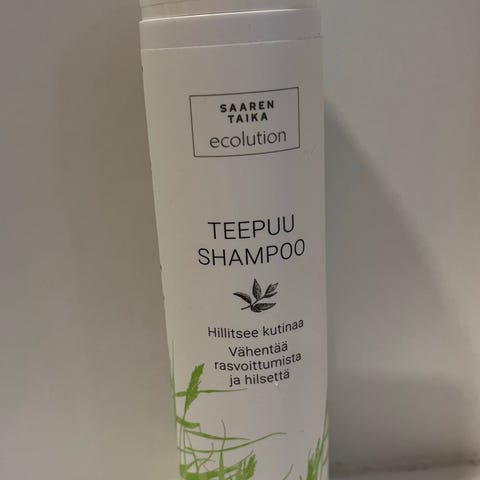 SAAREN
TAIKA
ecolution
TEEPUU
SHAMPOO
Hillitsee kutinaa
Vähentää
rasvoittumista
ja hilsettä